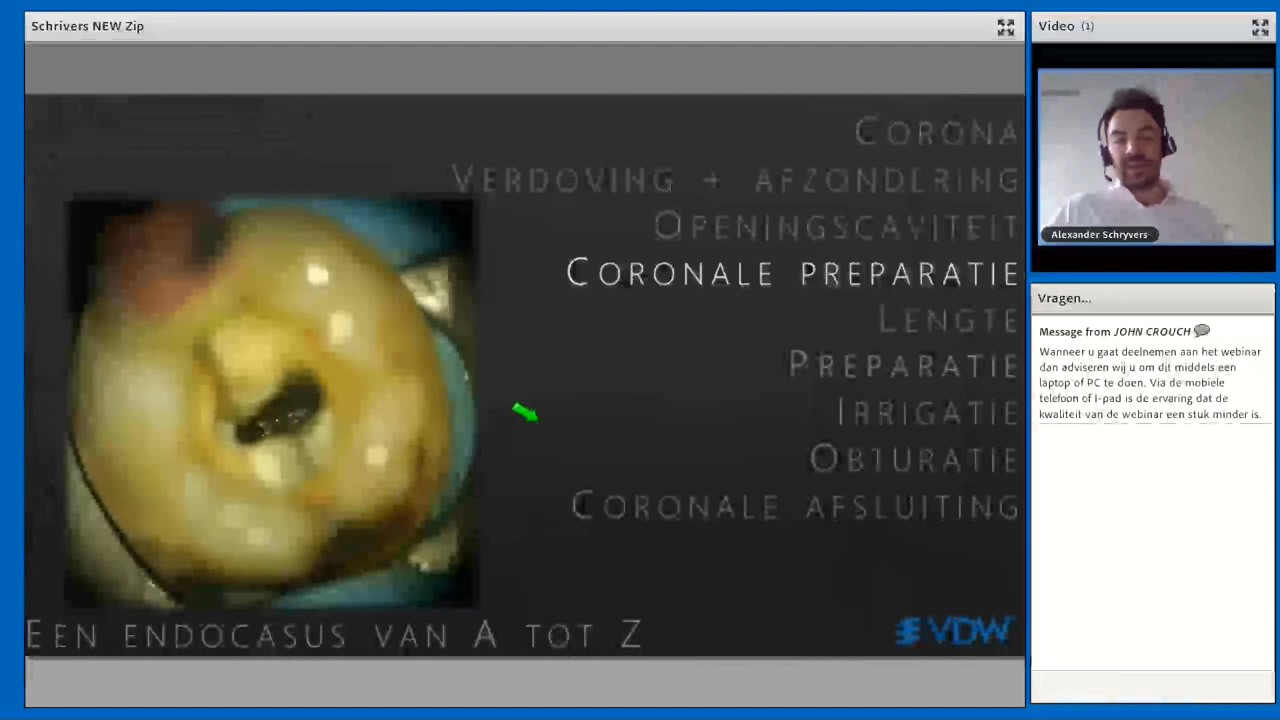 Schrivers NEW Zip
Corona
Verdoving + afzondering
Openingscaviteit
Coronale preparatie
Lengte
Preparatie
Irrigatie
Obturatie
Coronale afsluiting
Een endocasus van A tot Z
VDW
Video (1)
Alexander Schryvers
Vragen...
Message from JOHN CROUCH
Wanneer u gaat deelnemen aan het webinar
dan adviseren wij u om dit middels een
laptop of PC te doen. Via de mobiele
telefoon of I-pad is de ervaring dat de
kwaliteit van de webinar een stuk minder is.